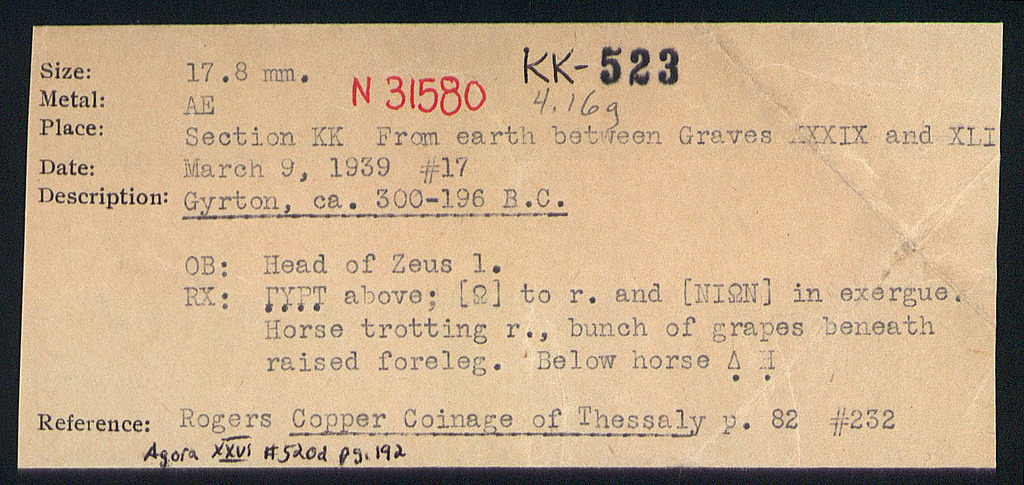 KK-523
Size: 17.8 mm.
N 31580
4.16g
Metal: AE
Place: Section KK From earth between Graves XXXIX and XLI
Date: March 9, 1939 #17
Description: Gyrton, ca. 300-196 B.C.
OB: Head of Zeus l.
RX: Γ̣Υ̣Ρ̣Τ̣ above; [Ω] to r. and [ΝΙΩΝ] in exergue.
Horse trotting r., bunch of grapes beneath
raised foreleg. Below horse Δ̣ Η̣
Reference: Rogers Copper Coinage of Thessaly p. 82 #232
Agora XXVI #520d pg. 192